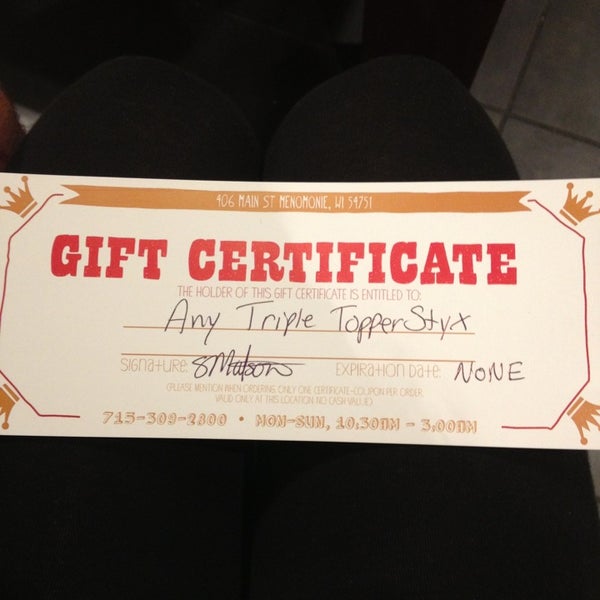 406 MAIN ST MENOMONIE, WI 54751
GIFT CERTIFICATE
THE HOLDER OF THIS GIFT CERTIFICATE IS ENTITLED TO:
Any Triple TopperStyx
SIGNATURE: SMatson EXPIRATION DATE: NONE
(PLEASE MENTION WHEN ORDERING. ONLY ONE CERTIFICATE-COUPON PER ORDER.
VALID ONLY AT THIS LOCATION. NO CASH VALUE.)
715-309-2800 • MON-SUN, 10:30AM - 3:00AM